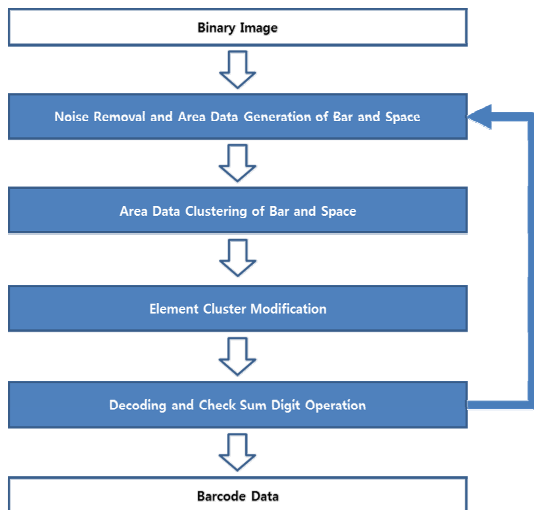 Binary Image
Noise Removal and Area Data Generation of Bar and Space
Area Data Clustering of Bar and Space
Element Cluster Modification
Decoding and Check Sum Digit Operation
Barcode Data